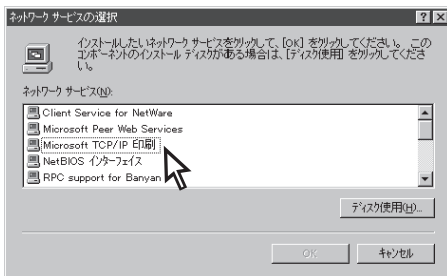 ネットワーク サービスの選択
インストールしたいネットワーク サービスをクリックして、[OK] をクリックしてください。 この
コンポーネントのインストール ディスクがある場合は、[ディスク使用] をクリックしてくださ
い。
ネットワーク サービス(N):
Client Service for NetWare
Microsoft Peer Web Services
Microsoft TCP/IP 印刷
NetBIOS インターフェイス
RPC support for Banyan
ディスク使用(H)...
OK
キャンセル